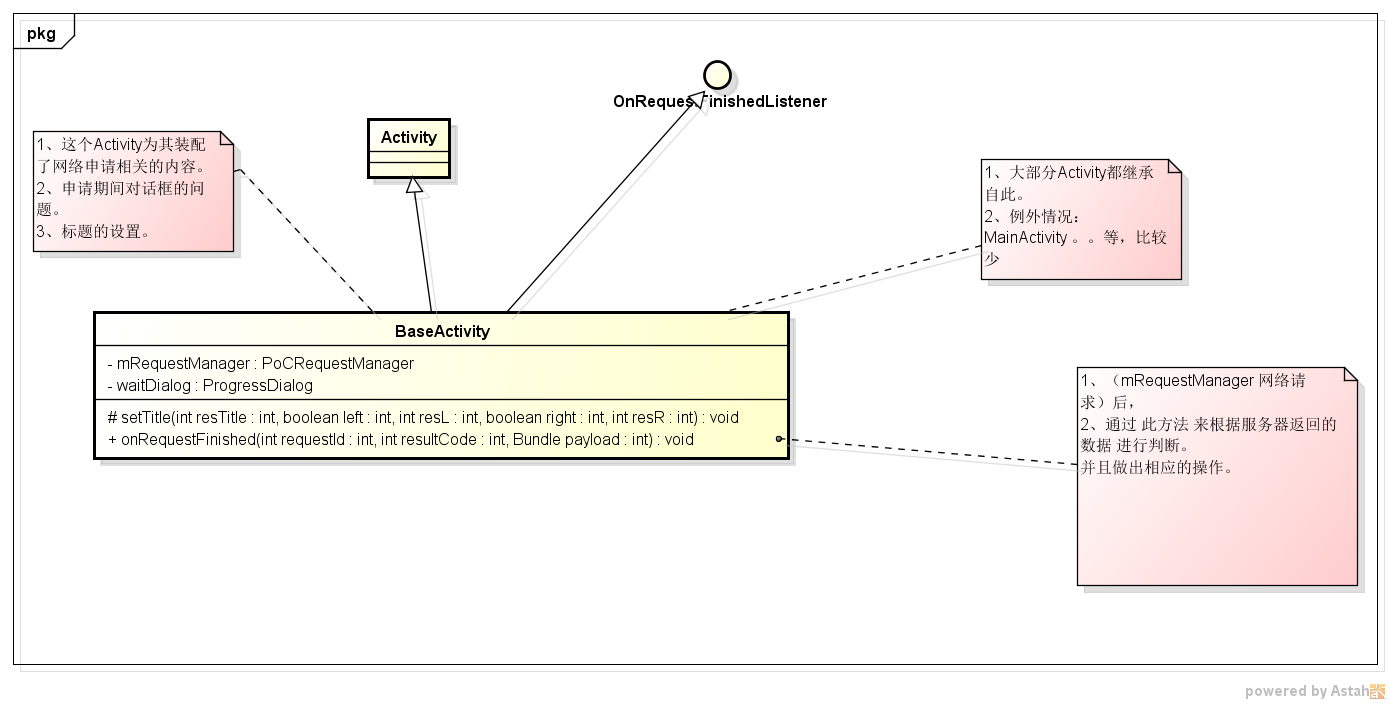 pkg
OnRequestFinishedListener
Activity
1、这个Activity为其装配
了网络申请相关的内容。
2、申请期间对话框的问
题。
3、标题的设置。
1、大部分Activity都继承
自此。
2、例外情况：
MainActivity 。。等，比较
少
BaseActivity
- mRequestManager : PoCRequestManager
- waitDialog : ProgressDialog
# setTitle(int resTitle : int, boolean left : int, int resL : int, boolean right : int, int resR : int) : void
+ onRequestFinished(int requestId : int, int resultCode : int, Bundle payload : int) : void
1、（mRequestManager 网络请
求）后，
2、通过 此方法 来根据服务器返回的
数据 进行判断。
并且做出相应的操作。
powered by Astah